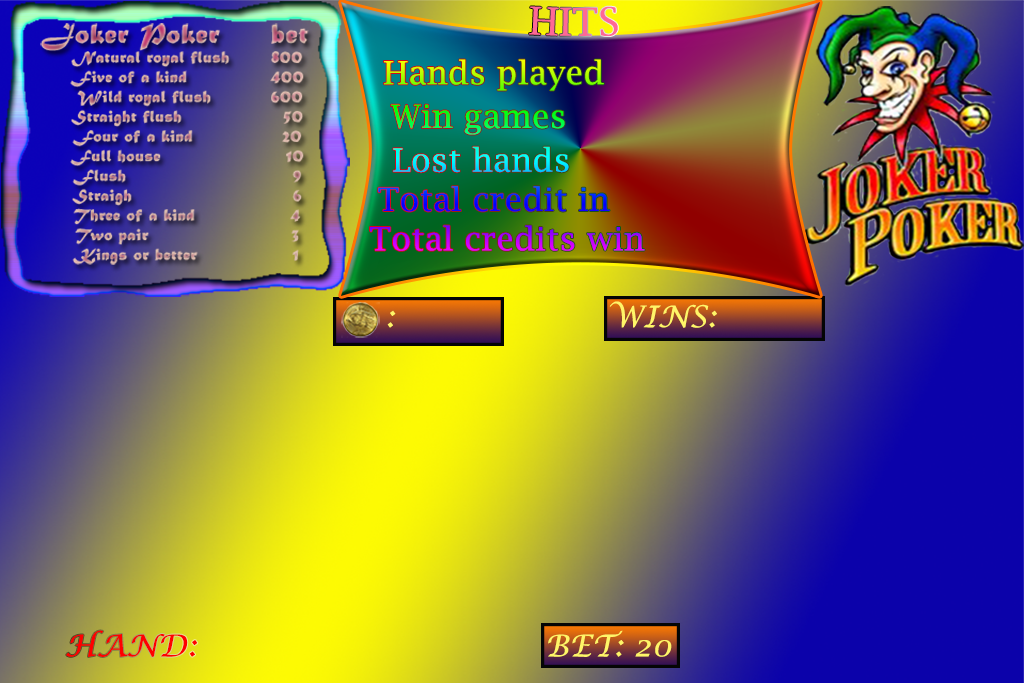 Joker Poker bet
Natural royal flush 800
Five of a kind 400
Wild royal flush 600
Straight flush 50
Four of a kind 20
Full house 10
Flush 9
Straigh 6
Three of a kind 4
Two pair 3
Kings or better 1
HITS
Hands played
Win games
Lost hands
Total credit in
Total credits win
JOKER
POKER
:
WINS:
HAND:
BET: 20